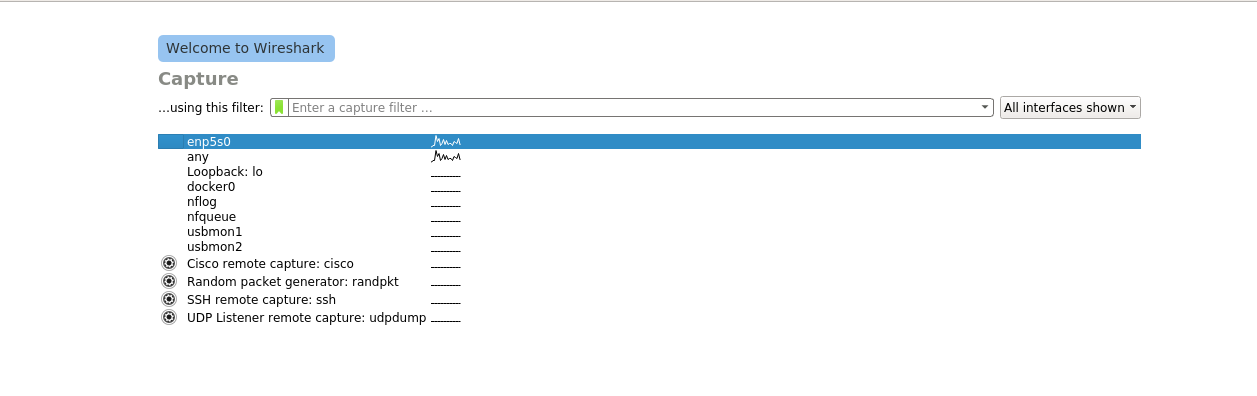 Welcome to Wireshark
Capture
...using this filter: Enter a capture filter ... All interfaces shown
enp5s0
any
Loopback: lo
docker0
nflog
nfqueue
usbmon1
usbmon2
Cisco remote capture: cisco
Random packet generator: randpkt
SSH remote capture: ssh
UDP Listener remote capture: udpdump